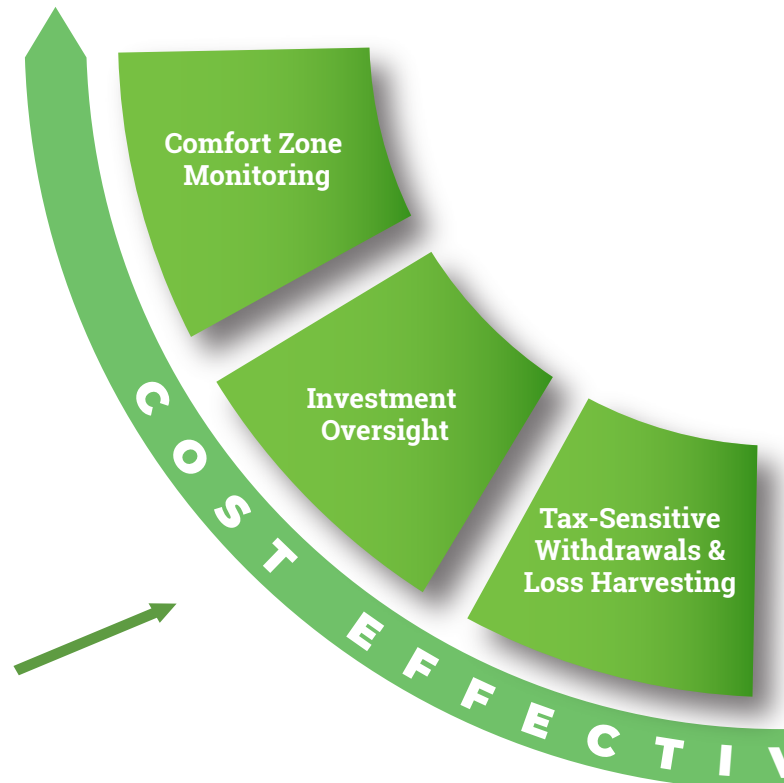 Comfort Zone
Monitoring
Investment
Oversight
Tax-Sensitive
Withdrawals &
Loss Harvesting
COST EFFECTIV